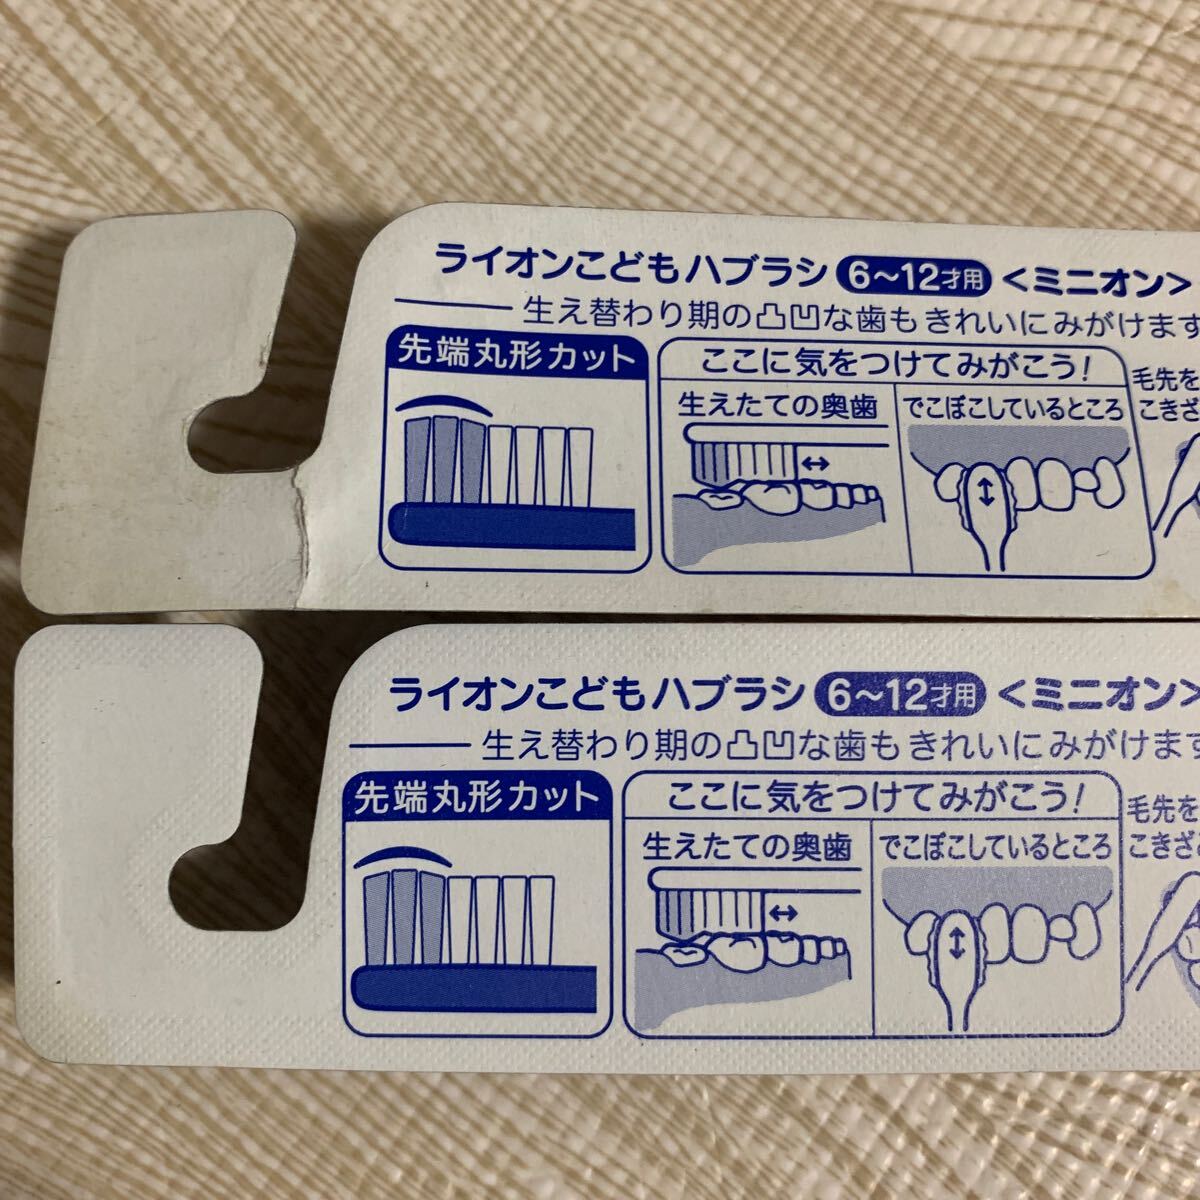 ライオンこどもハブラシ 6〜12才用 <ミニオン>
生え替わり期の凸凹な歯もきれいにみがけます
先端丸形カット
ここに気をつけてみがこう!
生えたての奥歯
でこぼこしているところ
毛先を
こきざ
ライオンこどもハブラシ 6〜12才用 <ミニオン>
生え替わり期の凸凹な歯もきれいにみがけます
先端丸形カット
ここに気をつけてみがこう!
生えたての奥歯
でこぼこしているところ
毛先を
こきざ